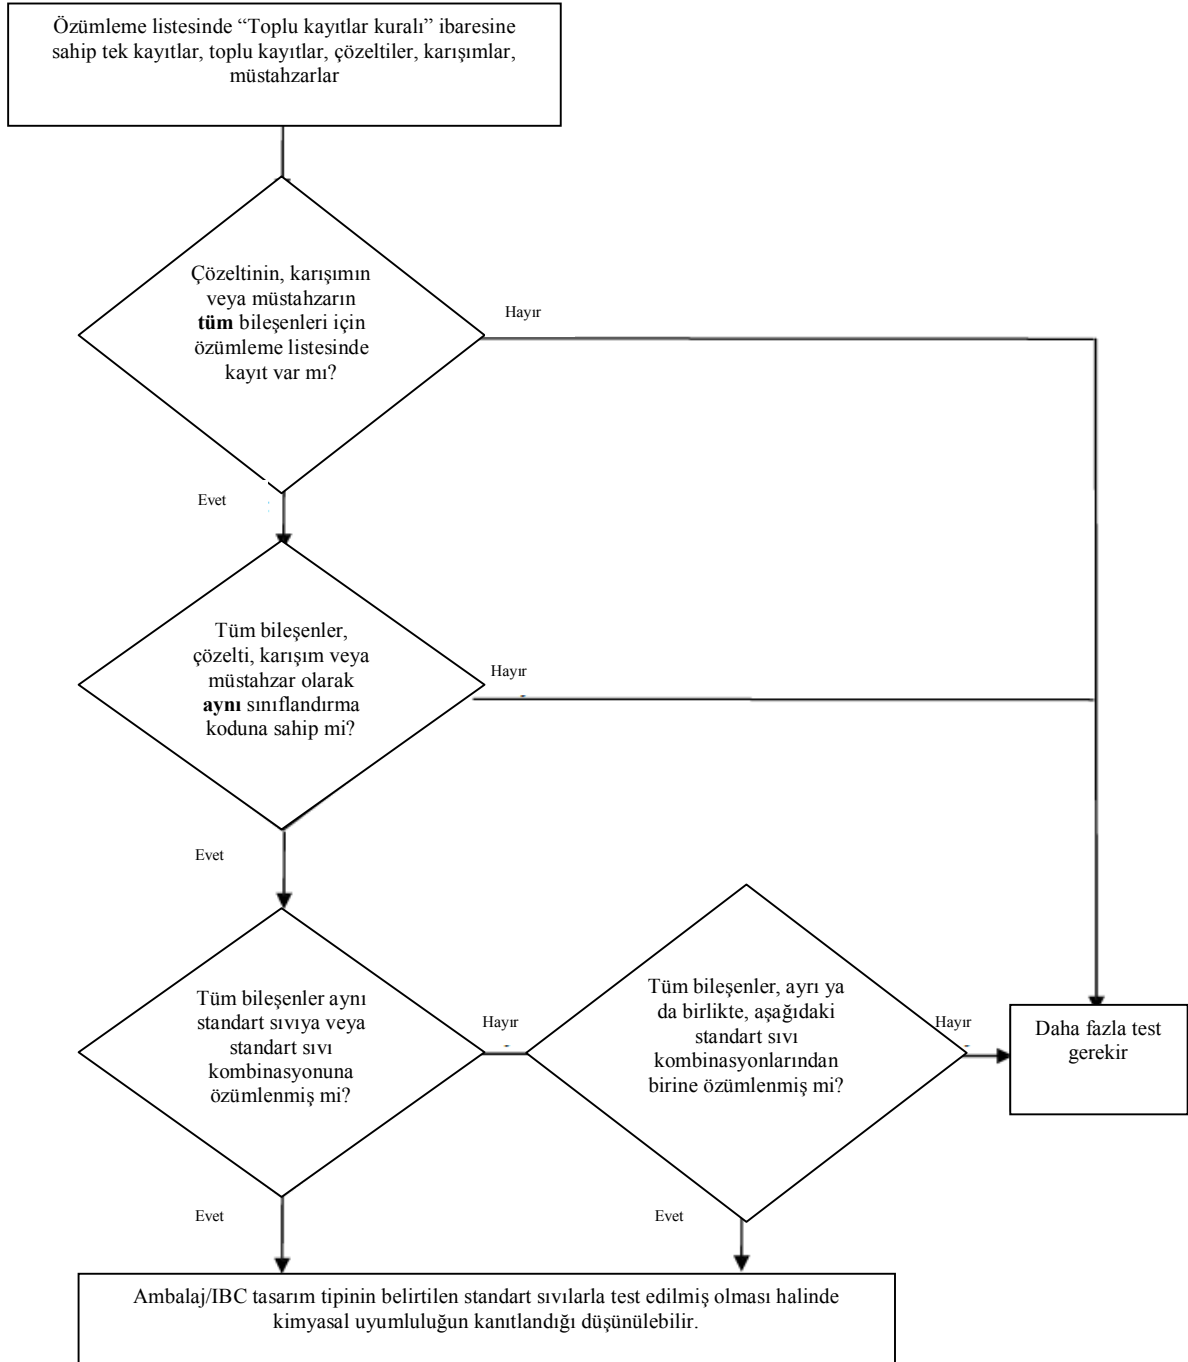 Özümleme listesinde “Toplu kayıtlar kuralı” ibaresine
sahip tek kayıtlar, toplu kayıtlar, çözeltiler, karışımlar,
müstahzarlar
Çözeltinin, karışımın
veya müstahzarın
tüm bileşenleri için
özümleme listesinde
kayıt var mı?
Hayır
Evet
Tüm bileşenler,
çözelti, karışım veya
müstahzar olarak
aynı sınıflandırma
koduna sahip mi?
Hayır
Evet
Tüm bileşenler aynı
standart sıvıya veya
standart sıvı
kombinasyonuna
özümlenmiş mi?
Hayır
Tüm bileşenler, ayrı ya
da birlikte, aşağıdaki
standart sıvı
kombinasyonlarından
birine özümlenmiş mi?
Hayır
Daha fazla test
gerekir
Evet
Evet
Ambalaj/IBC tasarım tipinin belirtilen standart sıvılarla test edilmiş olması halinde
kimyasal uyumluluğun kanıtlandığı düşünülebilir.